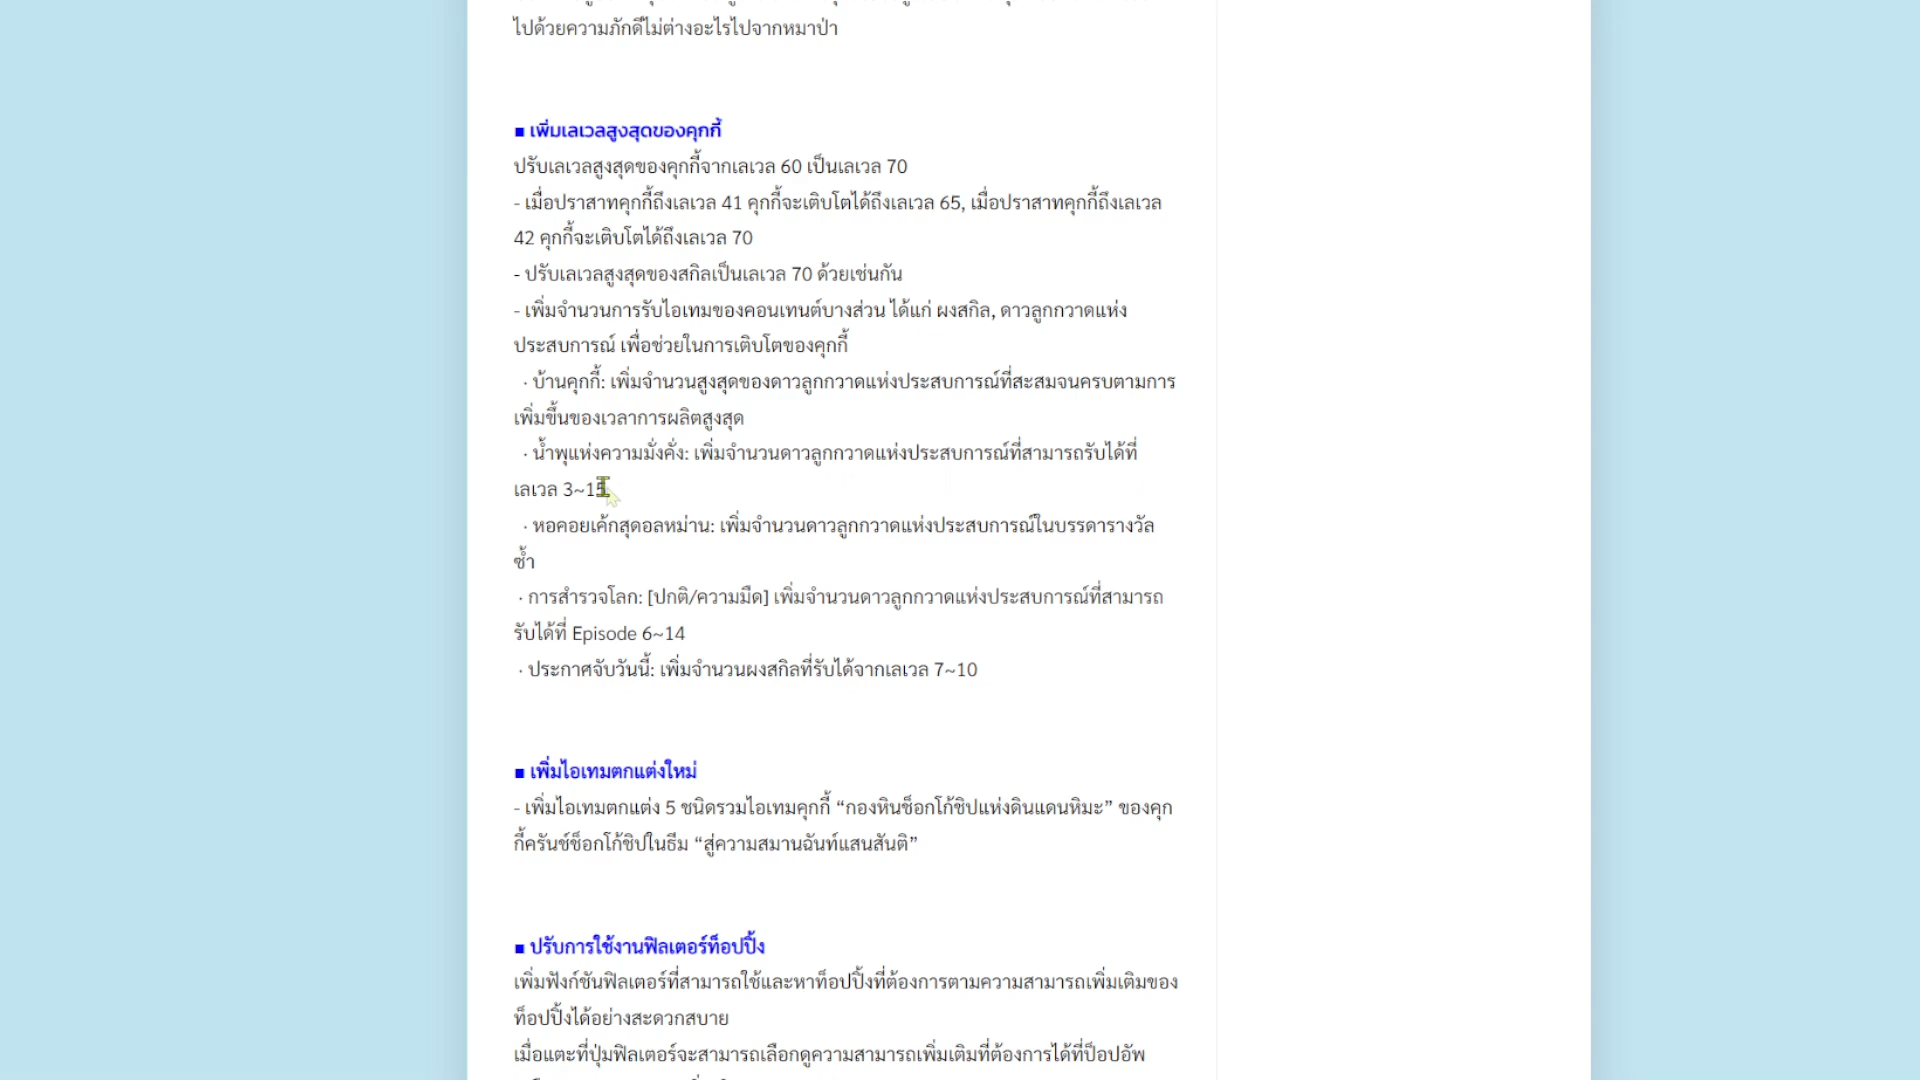 ไปด้วยความภักดีไม่ต่างอะไรไปจากหมาป่า
■ เพิ่มเลเวลสูงสุดของคุกกี้
ปรับเลเวลสูงสุดของคุกกี้จากเลเวล 60 เป็นเลเวล 70
- เมื่อปราสาทคุกกี้ถึงเลเวล 41 คุกกี้จะเติบโตได้ถึงเลเวล 65, เมื่อปราสาทคุกกี้ถึงเลเวล
42 คุกกี้จะเติบโตได้ถึงเลเวล 70
- ปรับเลเวลสูงสุดของสกิลเป็นเลเวล 70 ด้วยเช่นกัน
- เพิ่มจำนวนการรับไอเทมของคอนเทนต์บางส่วน ได้แก่ ผงสกิล, ดาวลูกกวาดแห่ง
ประสบการณ์ เพื่อช่วยในการเติบโตของคุกกี้
· บ้านคุกกี้: เพิ่มจำนวนสูงสุดของดาวลูกกวาดแห่งประสบการณ์ที่สะสมจนครบตามการ
เพิ่มขึ้นของเวลาการผลิตสูงสุด
· น้ำพุแห่งความมั่งคั่ง: เพิ่มจำนวนดาวลูกกวาดแห่งประสบการณ์ที่สามารถรับได้ที่
เลเวล 3~15
· หอคอยเค้กสุดอลหม่าน: เพิ่มจำนวนดาวลูกกวาดแห่งประสบการณ์ในบรรดารางวัล
ซ้ำ
· การสำรวจโลก: [ปกติ/ความมืด] เพิ่มจำนวนดาวลูกกวาดแห่งประสบการณ์ที่สามารถ
รับได้ที่ Episode 6~14
· ประกาศจับวันนี้: เพิ่มจำนวนผงสกิลที่รับได้จากเลเวล 7~10
■ เพิ่มไอเทมตกแต่งใหม่
- เพิ่มไอเทมตกแต่ง 5 ชนิดรวมไอเทมคุกกี้ “กองหินช็อกโก้ชิปแห่งดินแดนหิมะ” ของคุก
กี้ครันช์ช็อกโก้ชิปในธีม “สู่ความสมานฉันท์แสนสันติ”
■ ปรับการใช้งานฟิลเตอร์ท็อปปิ้ง
เพิ่มฟังก์ชันฟิลเตอร์ที่สามารถใช้และหาท็อปปิ้งที่ต้องการตามความสามารถเพิ่มเติมของ
ท็อปปิ้งได้อย่างสะดวกสบาย
เมื่อแตะที่ปุ่มฟิลเตอร์จะสามารถเลือกดูความสามารถเพิ่มเติมที่ต้องการได้ที่ป็อปอัพ